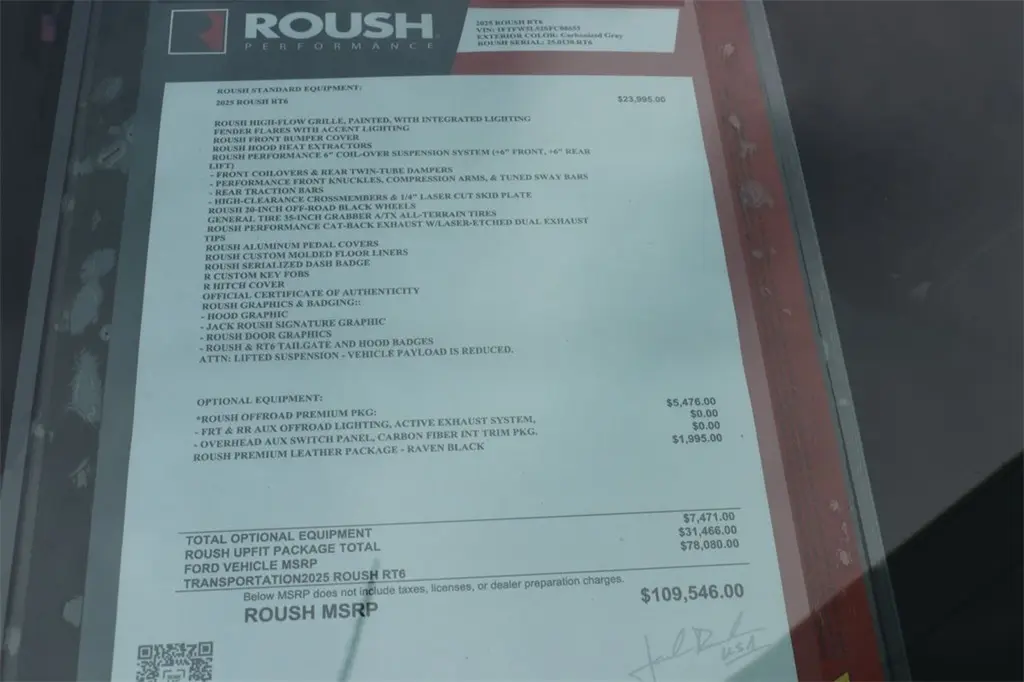 ROUSH
PERFORMANCE
2025 ROUSH RT6
EXTERIOR COLOR: Carbonized Gray
ROUSH SERIAL: 25.0130-RT6
ROUSH STANDARD EQUIPMENT:
2025 ROUSH RT6 $23,995.00
ROUSH HIGH-FLOW GRILLE, PAINTED, WITH INTEGRATED LIGHTING
FENDER FLARES WITH ACCENT LIGHTING
ROUSH FRONT BUMPER COVER
ROUSH HOOD HEAT EXTRACTORS
ROUSH PERFORMANCE 6" COIL-OVER SUSPENSION SYSTEM (+6" FRONT, +6" REAR
LIFT)
- FRONT COILOVERS & REAR TWIN-TUBE DAMPERS
- PERFORMANCE FRONT KNUCKLES, COMPRESSION ARMS, & TUNED SWAY BARS
- REAR TRACTION BARS
- HIGH-CLEARANCE CROSSMEMBERS & 1/4" LASER CUT SKID PLATE
ROUSH 20-INCH OFF-ROAD BLACK WHEELS
GENERAL TIRE 35-INCH GRABBER A/TX ALL-TERRAIN TIRES
ROUSH PERFORMANCE CAT-BACK EXHAUST W/LASER-ETCHED DUAL EXHAUST
TIPS
ROUSH ALUMINUM PEDAL COVERS
ROUSH CUSTOM MOLDED FLOOR LINERS
ROUSH SERIALIZED DASH BADGE
R CUSTOM KEY FOBS
R HITCH COVER
OFFICIAL CERTIFICATE OF AUTHENTICITY
ROUSH GRAPHICS & BADGING::
- HOOD GRAPHIC
- JACK ROUSH SIGNATURE GRAPHIC
- ROUSH DOOR GRAPHICS
- ROUSH & RT6 TAILGATE AND HOOD BADGES
ATTN: LIFTED SUSPENSION - VEHICLE PAYLOAD IS REDUCED.
OPTIONAL EQUIPMENT:
*ROUSH OFFROAD PREMIUM PKG: $5,476.00
- FRT & RR AUX OFFROAD LIGHTING, ACTIVE EXHAUST SYSTEM, $0.00
- OVERHEAD AUX SWITCH PANEL, CARBON FIBER INT TRIM PKG. $0.00
ROUSH PREMIUM LEATHER PACKAGE - RAVEN BLACK $1,995.00
TOTAL OPTIONAL EQUIPMENT $7,471.00
ROUSH UPFIT PACKAGE TOTAL $31,466.00
FORD VEHICLE MSRP $78,080.00
TRANSPORTATION2025 ROUSH RT6
Below MSRP does not include taxes, licenses, or dealer preparation charges.
ROUSH MSRP $109,546.00
USA